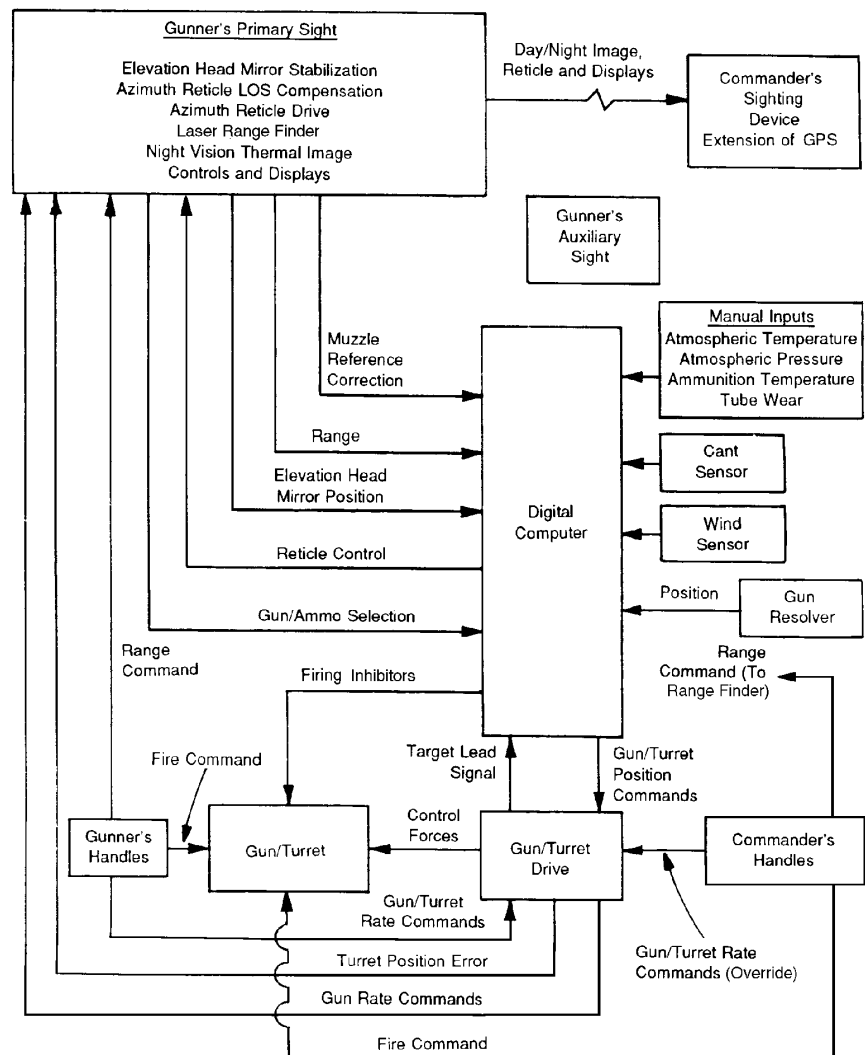 Gunner's Primary Sight
Elevation Head Mirror Stabilization
Azimuth Reticle LOS Compensation
Azimuth Reticle Drive
Laser Range Finder
Night Vision Thermal Image
Controls and Displays
Day/Night Image,
Reticle and Displays
Commander's
Sighting
Device
Extension of GPS
Gunner's
Auxiliary
Sight
Manual Inputs
Atmospheric Temperature
Atmospheric Pressure
Ammunition Temperature
Tube Wear
Muzzle
Reference
Correction
Range
Elevation Head
Mirror Position
Reticle Control
Gun/Ammo Selection
Digital
Computer
Cant
Sensor
Wind
Sensor
Position
Gun
Resolver
Range
Command
Firing Inhibitors
Range
Command (To
Range Finder)
Fire Command
Target Lead
Signal
Gun/Turret
Position
Commands
Gunner's
Handles
Gun/Turret
Control
Forces
Gun/Turret
Drive
Commander's
Handles
Gun/Turret
Rate Commands
Turret Position Error
Gun/Turret Rate
Commands (Override)
Gun Rate Commands
Fire Command